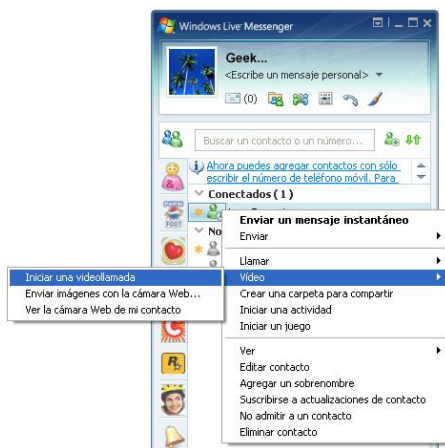 Windows Live Messenger
Geek...
<Escribe un mensaje personal>
(0)
Buscar un contacto o un número...
Ahora puedes agregar contactos con sólo
escribir el número de teléfono móvil. Para
Conectados (1)
No
Enviar un mensaje instantáneo
Enviar
Llamar
Vídeo
Crear una carpeta para compartir
Iniciar una actividad
Iniciar un juego
Ver
Editar contacto
Agregar un sobrenombre
Suscribirse a actualizaciones de contacto
No admitir a un contacto
Eliminar contacto
Iniciar una videollamada
Enviar imágenes con la cámara Web...
Ver la cámara Web de mi contacto
FOOT
R